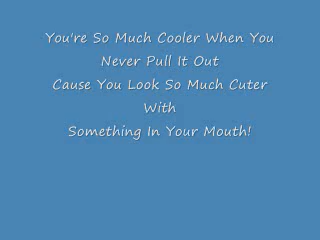 You're So Much Cooler When You
Never Pull It Out
Cause You Look So Much Cuter
With
Something In Your Mouth!